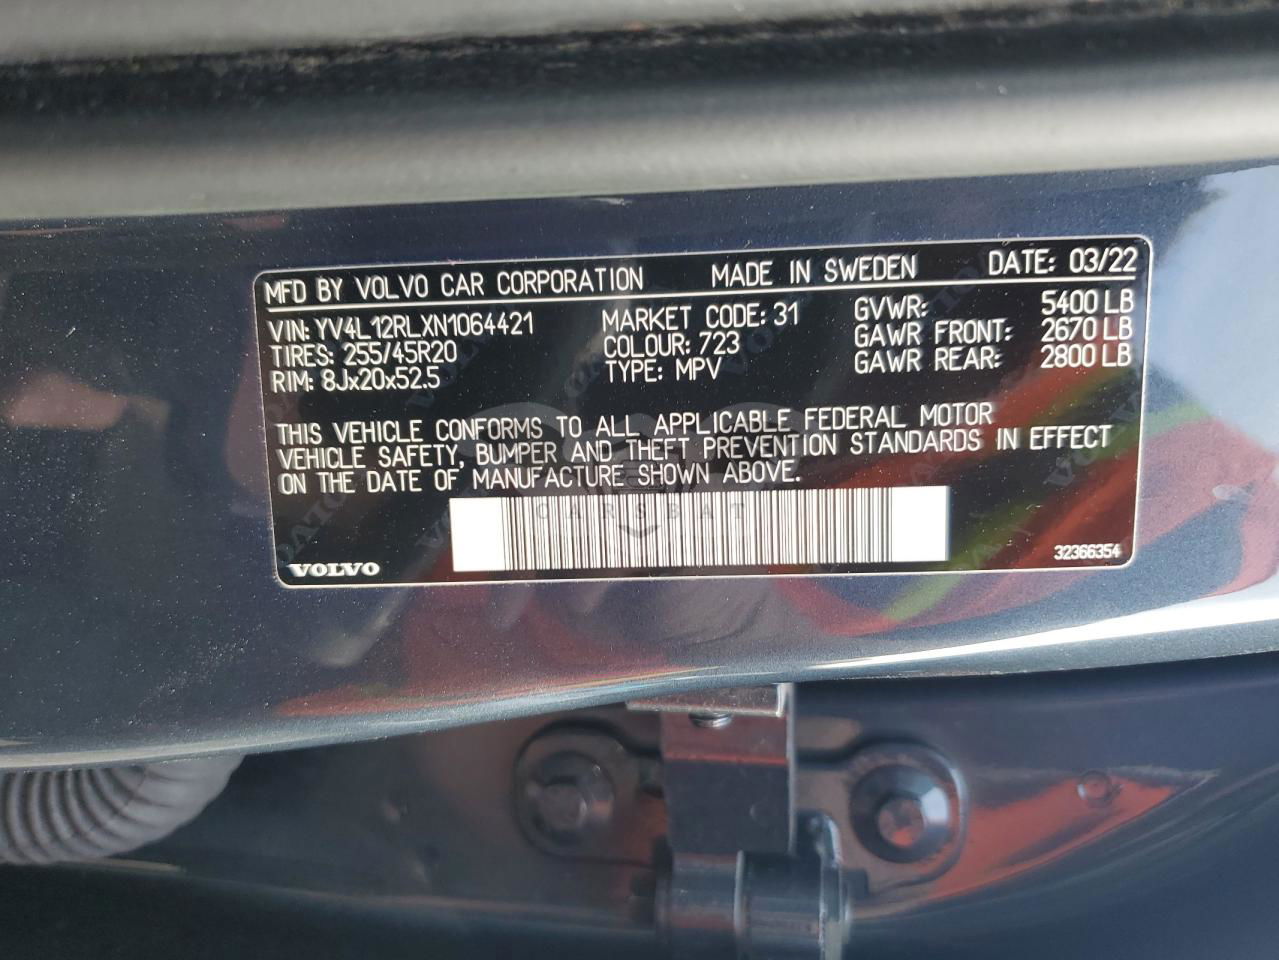 MFD BY VOLVO CAR CORPORATION MADE IN SWEDEN DATE: 03/22
VIN: YV4L12RLXN1064421 MARKET CODE: 31 GVWR: 5400 LB
TIRES: 255/45R20 COLOUR: 723 GAWR FRONT: 2670 LB
RIM: 8Jx20x52.5 TYPE: MPV GAWR REAR: 2800 LB
THIS VEHICLE CONFORMS TO ALL APPLICABLE FEDERAL MOTOR
VEHICLE SAFETY, BUMPER AND THEFT PREVENTION STANDARDS IN EFFECT
ON THE DATE OF MANUFACTURE SHOWN ABOVE.
CARSBAT
VOLVO 32366354